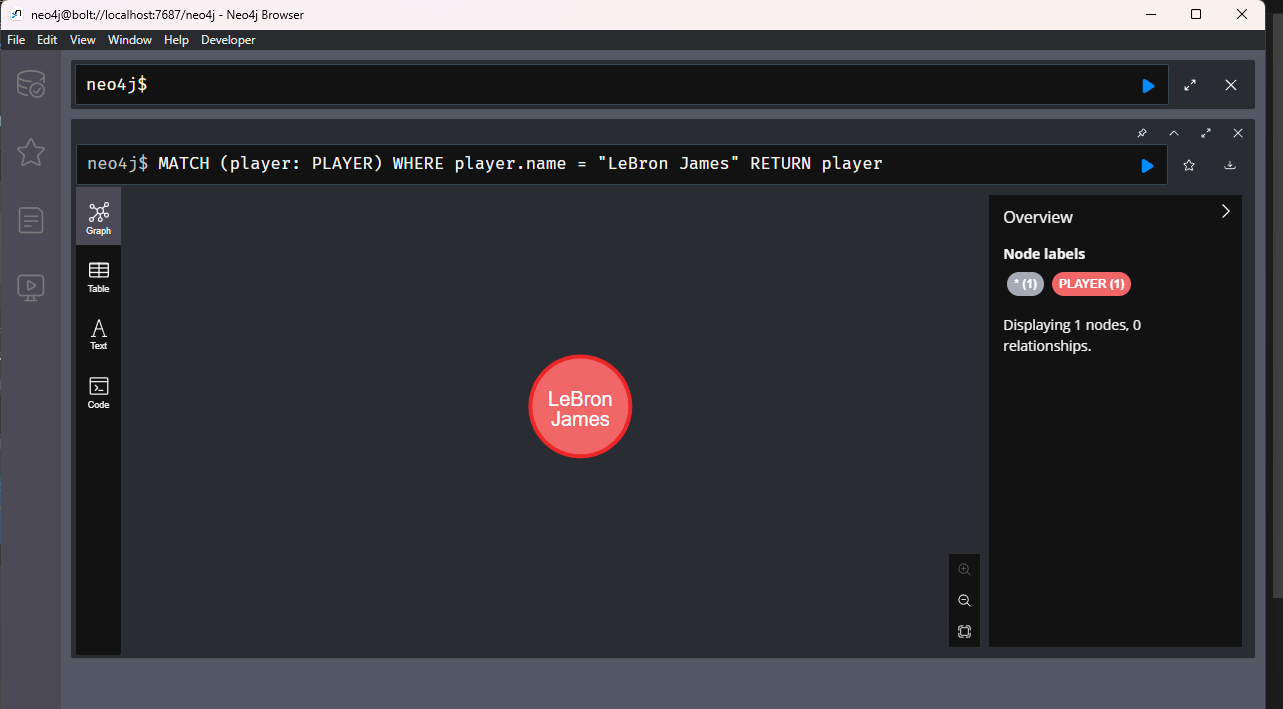 neo4j@bolt://localhost:7687/neo4j - Neo4j Browser
File Edit View Window Help Developer
neo4j$
neo4j$ MATCH (player: PLAYER) WHERE player.name = "LeBron James" RETURN player
Graph
Table
Text
Code
LeBron
James
Overview
Node labels
* (1) PLAYER (1)
Displaying 1 nodes, 0
relationships.